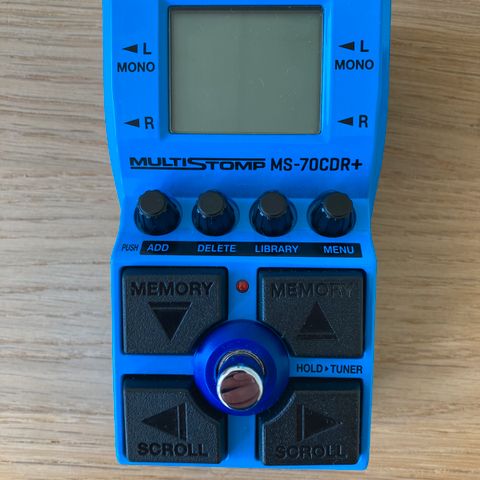 ◄ L
MONO
◄ L
MONO
◄ R
◄ R
MULTISTOMP MS-70CDR+
PUSH ADD DELETE LIBRARY MENU
MEMORY
MEMORY
HOLD ▸ TUNER
SCROLL
SCROLL